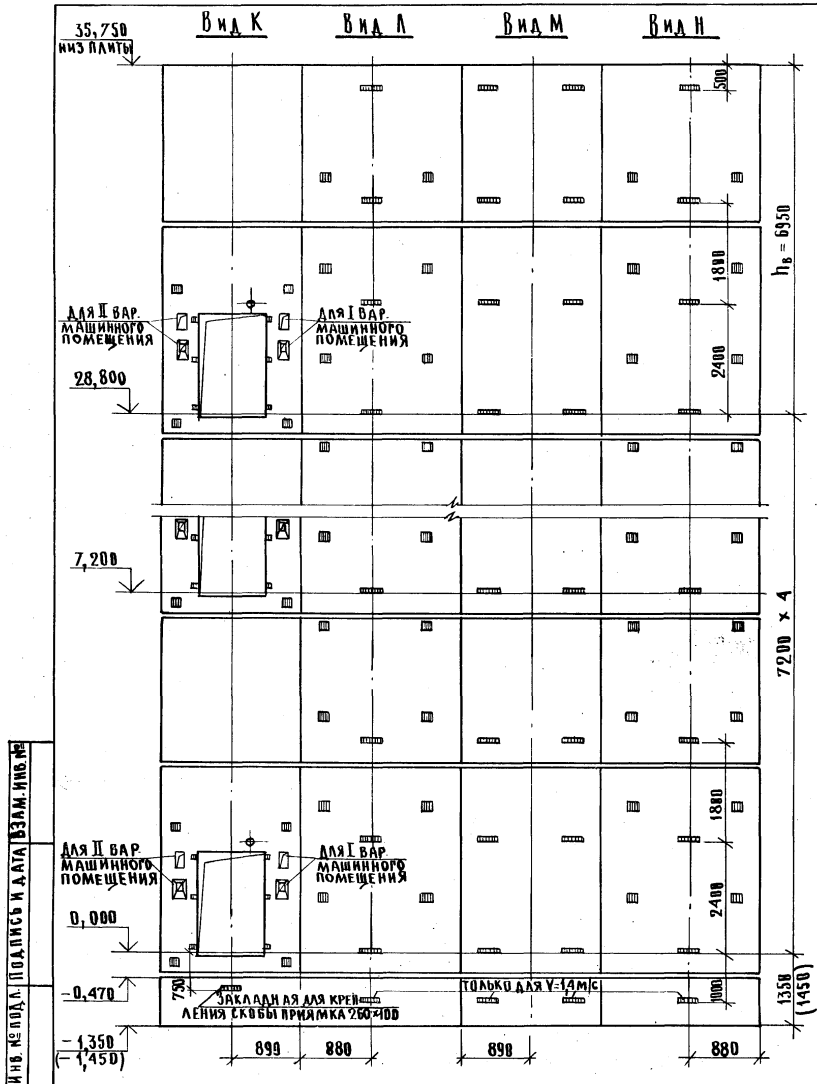 Вид К
Вид Л
Вид М
Вид Н
35,750
низ плиты
500
hв = 6950
1800
2400
Для II вар.
машинного
помещения
Для I вар.
машинного
помещения
28,800
7,200
7200 x 4
1800
2400
Для II вар.
машинного
помещения
Для I вар.
машинного
помещения
0,000
-0,470
750
Закладная для креп-
ления скобы приямка 260×100
только для V=1,4 м/с
1000
1350
(1450)
-1,350
(-1,450)
890
880
890
880
Инв. № подл.
Подпись и дата
Взам. инв. №